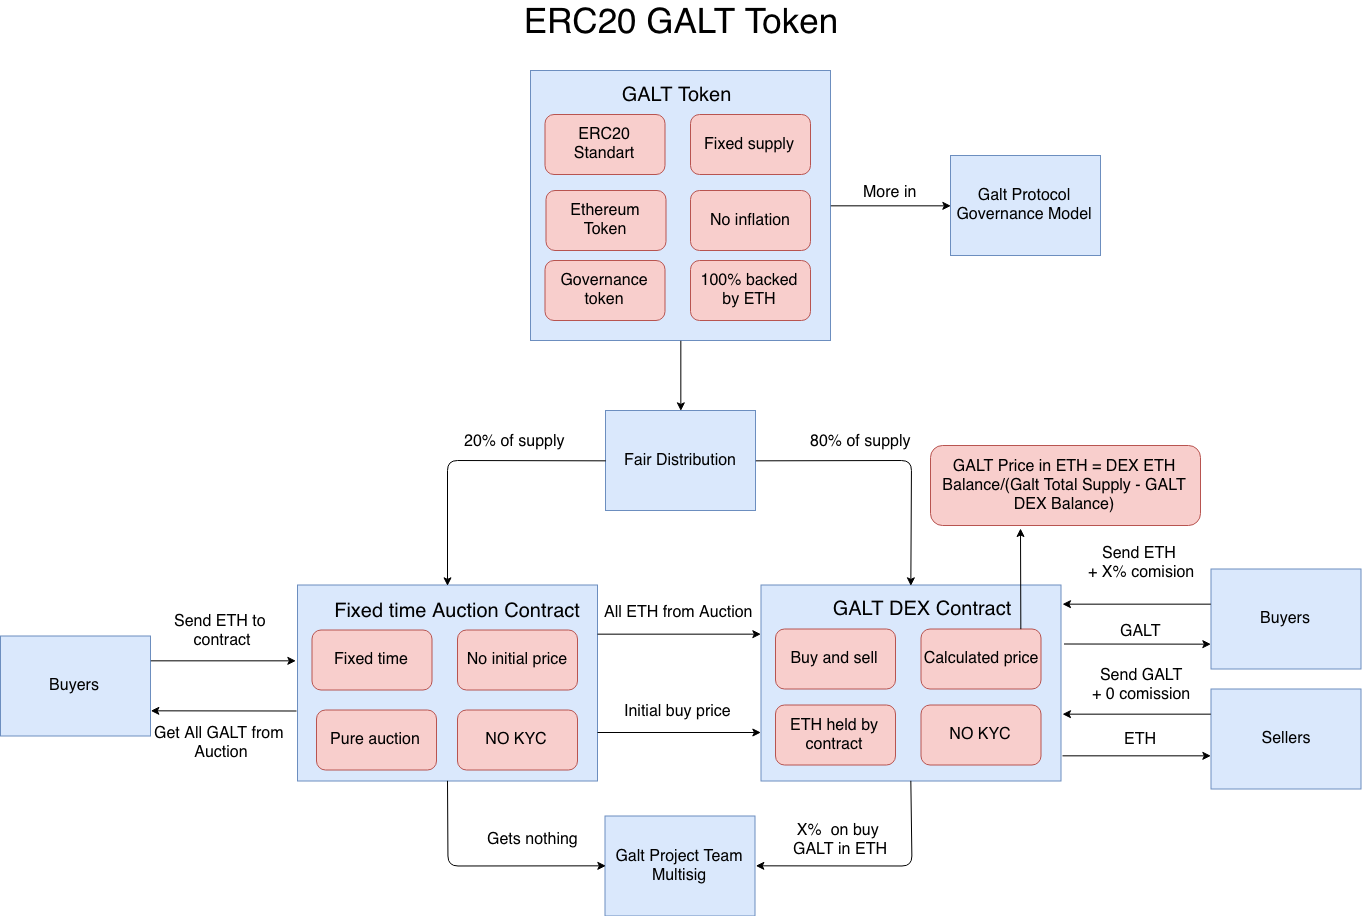 ERC20 GALT Token
GALT Token
ERC20
Standart
Fixed supply
Ethereum
Token
No inflation
Governance
token
100% backed
by ETH
More in
Galt Protocol
Governance Model
Fair Distribution
20% of supply
80% of supply
GALT Price in ETH = DEX ETH
Balance/(Galt Total Supply - GALT
DEX Balance)
Buyers
Send ETH to
contract
Get All GALT from
Auction
Fixed time Auction Contract
Fixed time
No initial price
Pure auction
NO KYC
All ETH from Auction
Initial buy price
GALT DEX Contract
Buy and sell
Calculated price
ETH held by
contract
NO KYC
Send ETH
+ X% comision
GALT
Buyers
Send GALT
+ 0 comission
ETH
Sellers
Gets nothing
Galt Project Team
Multisig
X%  on buy
GALT in ETH